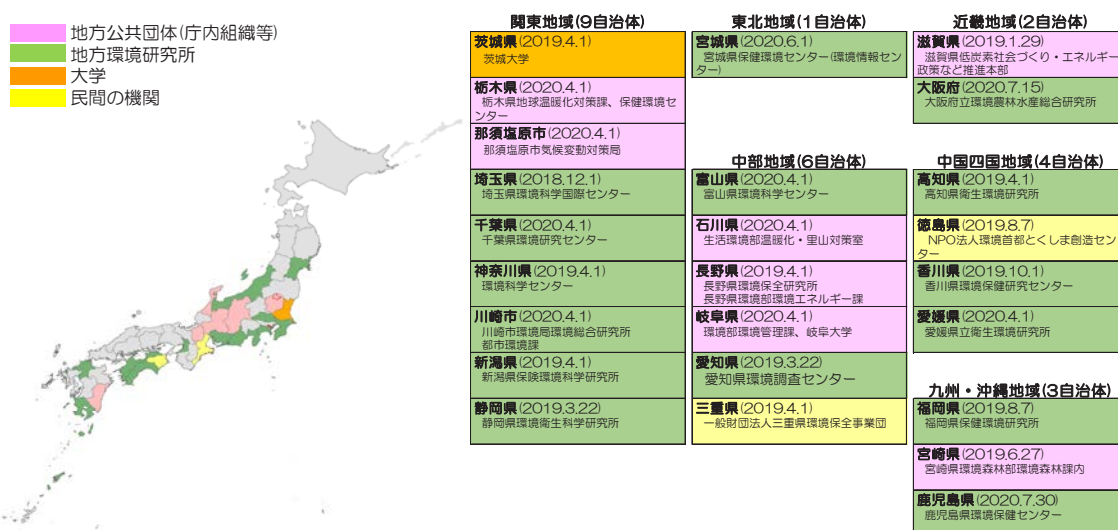 地方公共団体(庁内組織等)
地方環境研究所
大学
民間の機関
関東地域(9自治体)
茨城県(2019.4.1)
茨城大学
栃木県(2020.4.1)
栃木県地球温暖化対策課、保健環境セ
ンター
那須塩原市(2020.4.1)
那須塩原市気候変動対策局
埼玉県(2018.12.1)
埼玉県環境科学国際センター
千葉県(2020.4.1)
千葉県環境研究センター
神奈川県(2019.4.1)
環境科学センター
川崎市(2020.4.1)
川崎市環境局環境総合研究所
都市環境課
新潟県(2019.4.1)
新潟県保険環境科学研究所
静岡県(2019.3.22)
静岡県環境衛生科学研究所
東北地域(1自治体)
宮城県(2020.6.1)
宮城県保健環境センター(環境情報セン
ター)
中部地域(6自治体)
富山県(2020.4.1)
富山県環境科学センター
石川県(2020.4.1)
生活環境部温暖化・里山対策室
長野県(2019.4.1)
長野県環境保全研究所
長野県環境部環境エネルギー課
岐阜県(2020.4.1)
環境部環境管理課、岐阜大学
愛知県(2019.3.22)
愛知県環境調査センター
三重県(2019.4.1)
一般財団法人三重県環境保全事業団
近畿地域(2自治体)
滋賀県(2019.1.29)
滋賀県低炭素社会づくり・エネルギー
政策など推進本部
大阪府(2020.7.15)
大阪府立環境農林水産総合研究所
中国四国地域(4自治体)
高知県(2019.4.1)
高知県衛生環境研究所
徳島県(2019.8.7)
NPO法人環境首都とくしま創造セン
ター
香川県(2019.10.1)
香川県環境保健研究センター
愛媛県(2020.4.1)
愛媛県立衛生環境研究所
九州・沖縄地域(3自治体)
福岡県(2019.8.7)
福岡県保健環境研究所
宮崎県(2019.6.27)
宮崎県環境森林部環境森林課内
鹿児島県(2020.7.30)
鹿児島県環境保健センター